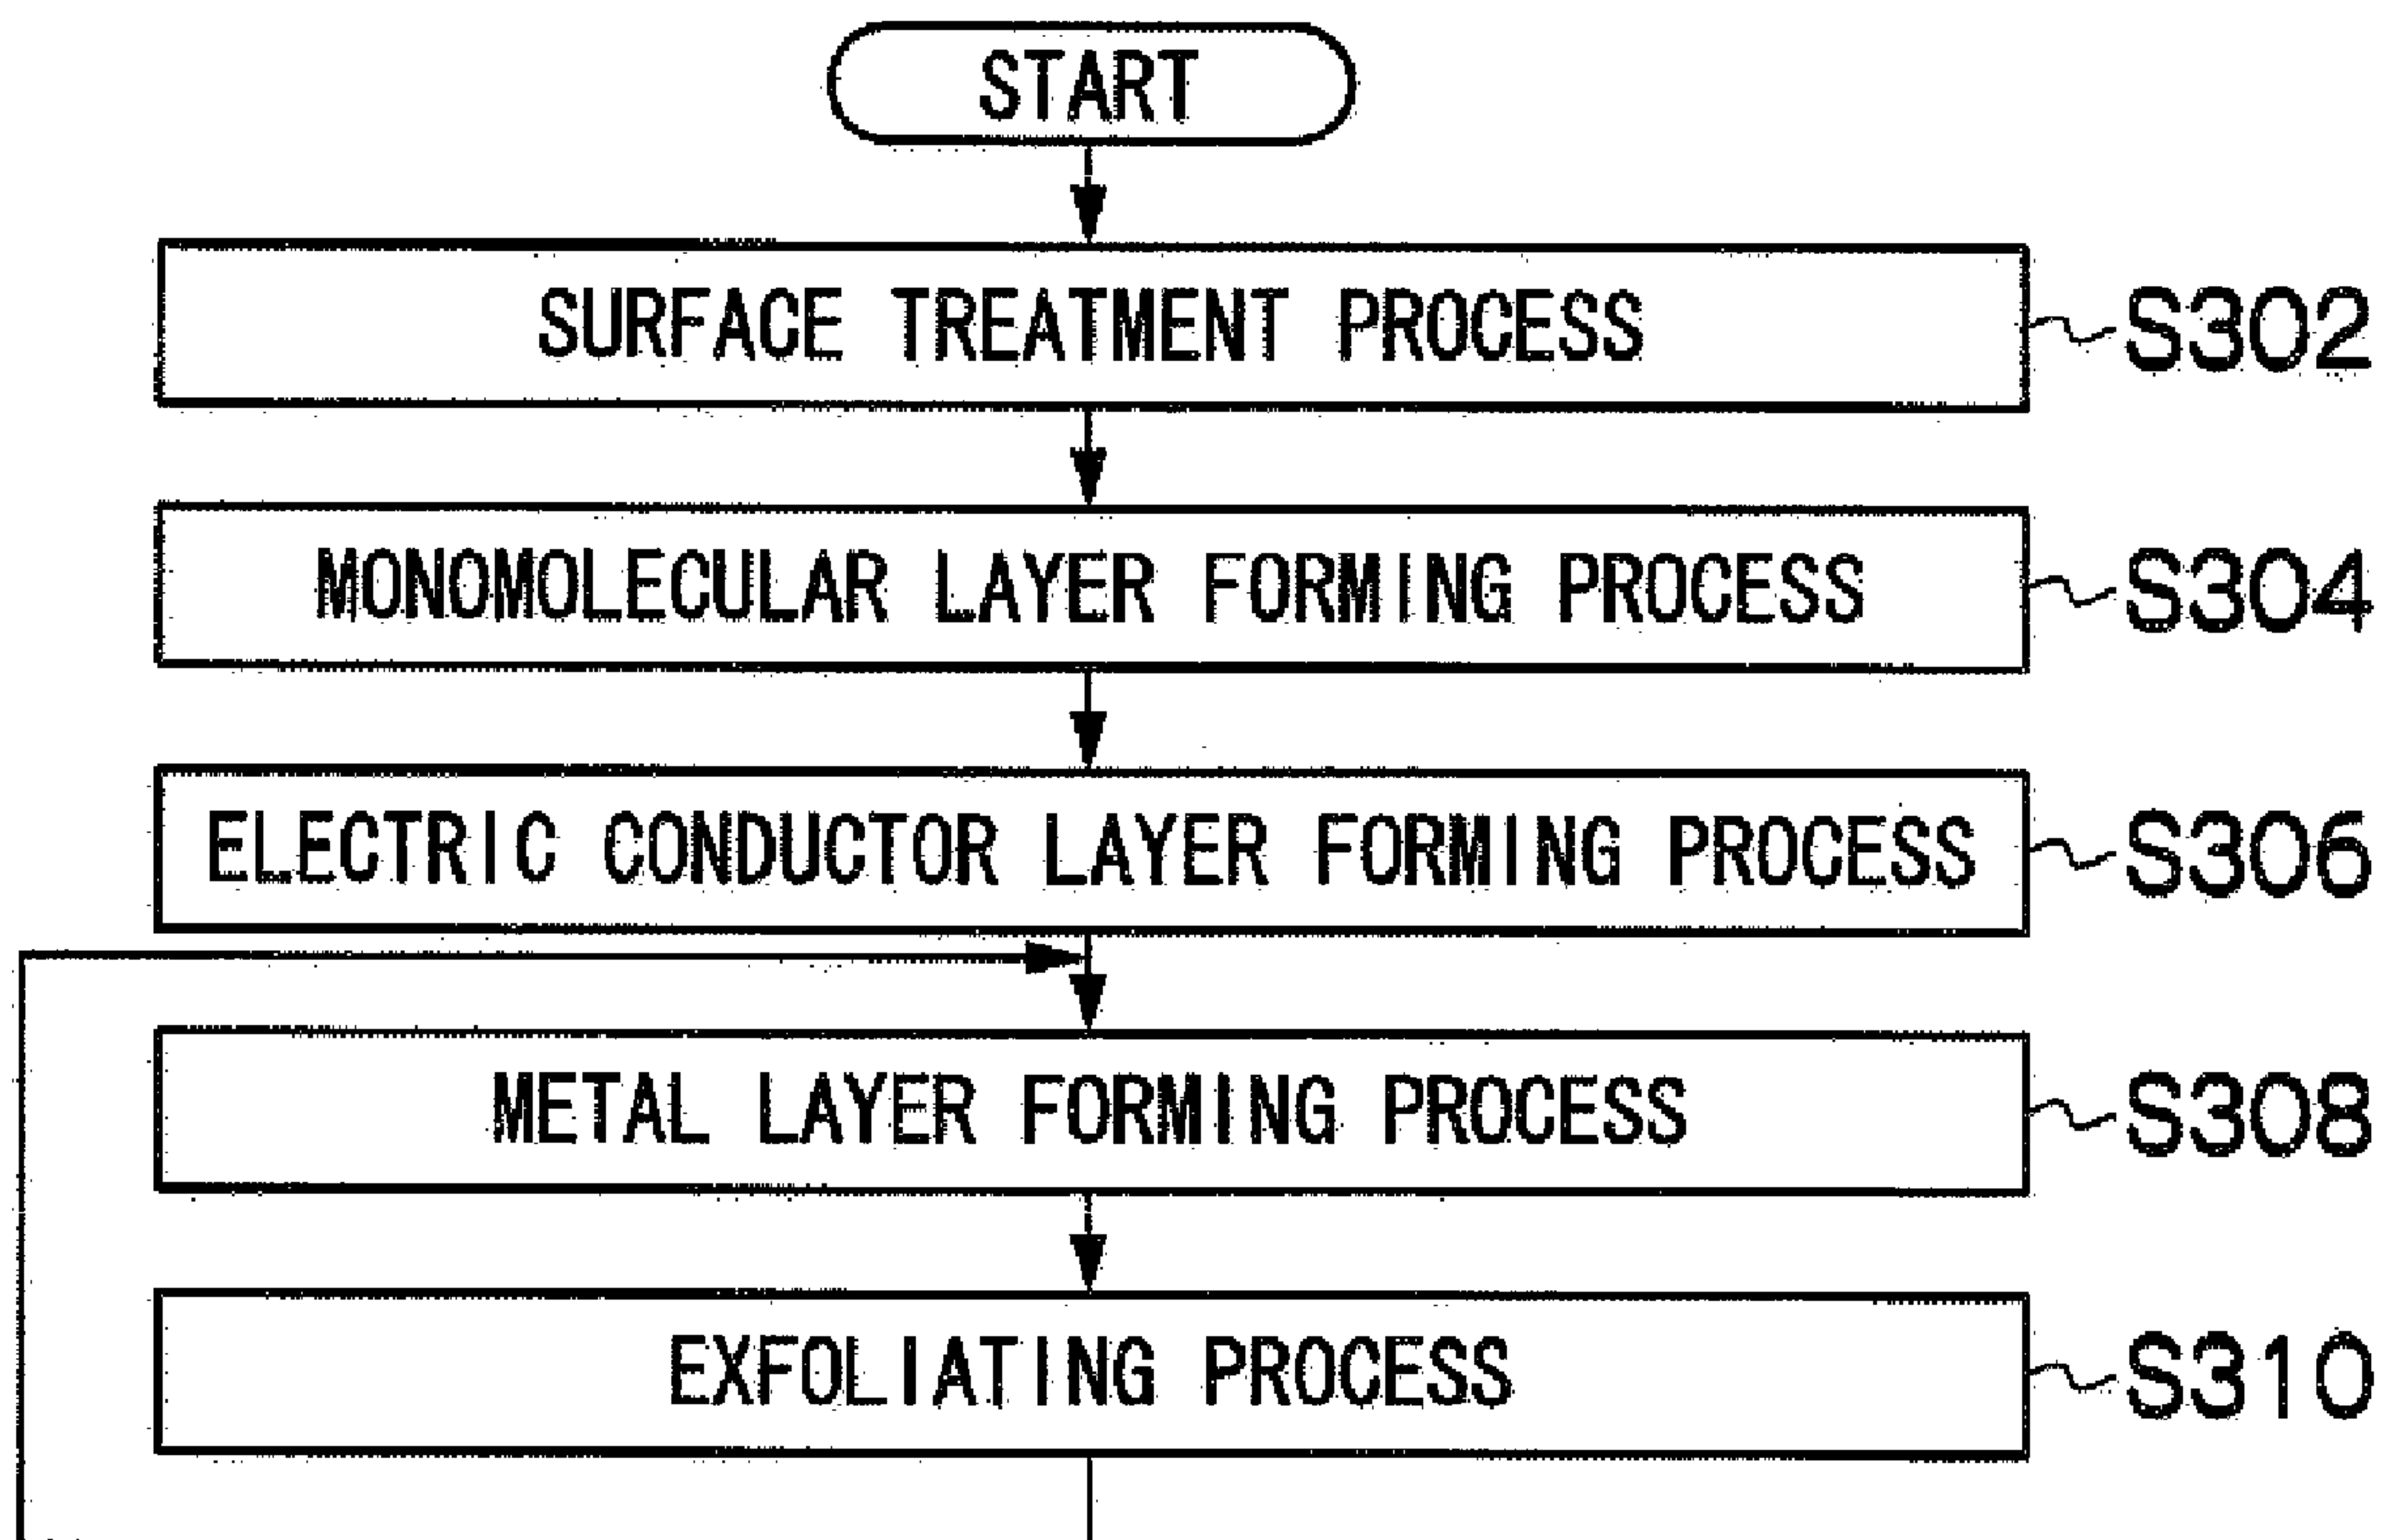 START
SURFACE TREATMENT PROCESS S302
MONOMOLECULAR LAYER FORMING PROCESS S304
ELECTRIC CONDUCTOR LAYER FORMING PROCESS S306
METAL LAYER FORMING PROCESS S308
EXFOLIATING PROCESS S310